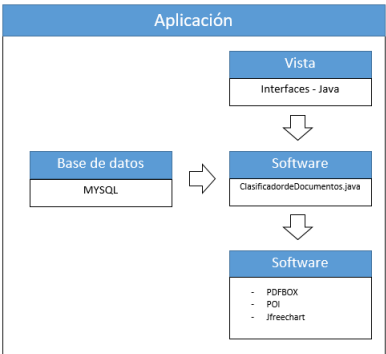 Aplicación
Vista
Interfaces - Java
Base de datos
MYSQL
Software
ClasificadordeDocumentos.java
Software
- PDFBOX
- POI
- Jfreechart